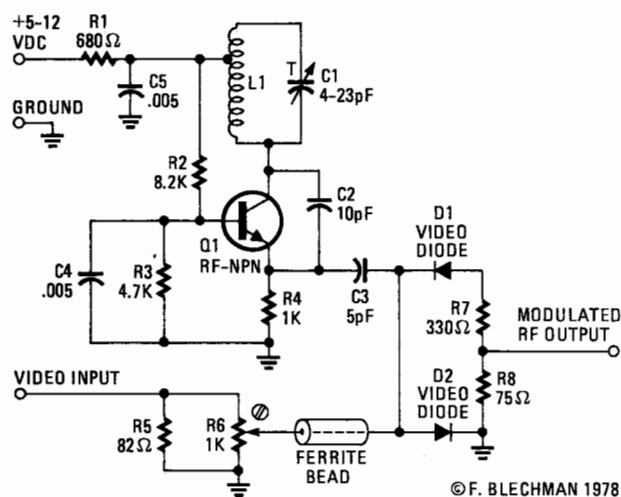 +5-12
VDC
R1
680Ω
C5
.005
GROUND
L1
T
C1
4-23pF
R2
8.2K
C2
10pF
Q1
RF-NPN
C4
.005
R3
4.7K
R4
1K
C3
5pF
D1
VIDEO
DIODE
R7
330Ω
MODULATED
RF OUTPUT
R8
75Ω
D2
VIDEO
DIODE
VIDEO INPUT
R5
82Ω
R6
1K
FERRITE
BEAD
©F. BLECHMAN 1978